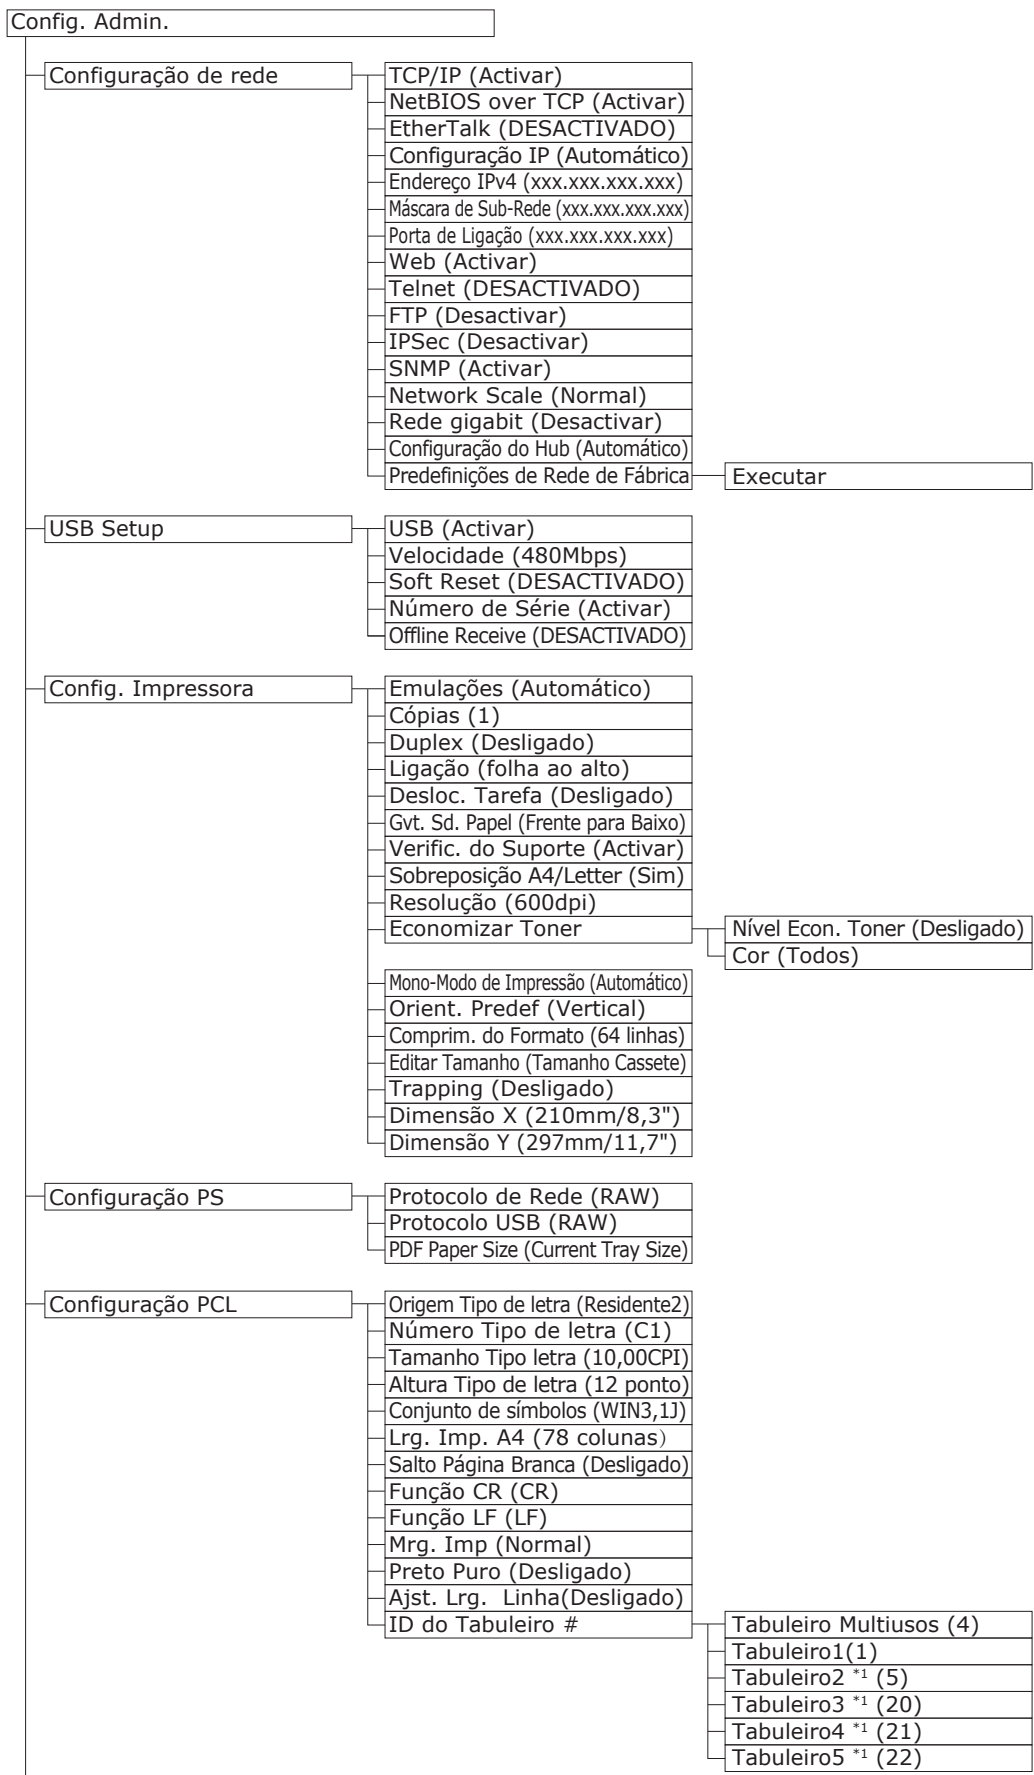 Config. Admin.
Configuração de rede
TCP/IP (Activar)
NetBIOS over TCP (Activar)
EtherTalk (DESACTIVADO)
Configuração IP (Automático)
Endereço IPv4 (xxx.xxx.xxx.xxx)
Máscara de Sub-Rede (xxx.xxx.xxx.xxx)
Porta de Ligação (xxx.xxx.xxx.xxx)
Web (Activar)
Telnet (DESACTIVADO)
FTP (Desactivar)
IPSec (Desactivar)
SNMP (Activar)
Network Scale (Normal)
Rede gigabit (Desactivar)
Configuração do Hub (Automático)
Predefinições de Rede de Fábrica
Executar
USB Setup
USB (Activar)
Velocidade (480Mbps)
Soft Reset (DESACTIVADO)
Número de Série (Activar)
Offline Receive (DESACTIVADO)
Config. Impressora
Emulações (Automático)
Cópias (1)
Duplex (Desligado)
Ligação (folha ao alto)
Desloc. Tarefa (Desligado)
Gvt. Sd. Papel (Frente para Baixo)
Verific. do Suporte (Activar)
Sobreposição A4/Letter (Sim)
Resolução (600dpi)
Economizar Toner
Nível Econ. Toner (Desligado)
Cor (Todos)
Mono-Modo de Impressão (Automático)
Orient. Predef (Vertical)
Comprim. do Formato (64 linhas)
Editar Tamanho (Tamanho Cassete)
Trapping (Desligado)
Dimensão X (210mm/8,3")
Dimensão Y (297mm/11,7")
Configuração PS
Protocolo de Rede (RAW)
Protocolo USB (RAW)
PDF Paper Size (Current Tray Size)
Configuração PCL
Origem Tipo de letra (Residente2)
Número Tipo de letra (C1)
Tamanho Tipo letra (10,00CPI)
Altura Tipo de letra (12 ponto)
Conjunto de símbolos (WIN3,1J)
Lrg. Imp. A4 (78 colunas）
Salto Página Branca (Desligado)
Função CR (CR)
Função LF (LF)
Mrg. Imp (Normal)
Preto Puro (Desligado)
Ajst. Lrg.  Linha(Desligado)
ID do Tabuleiro #
Tabuleiro Multiusos (4)
Tabuleiro1(1)
Tabuleiro2 *1 (5)
Tabuleiro3 *1 (20)
Tabuleiro4 *1 (21)
Tabuleiro5 *1 (22)